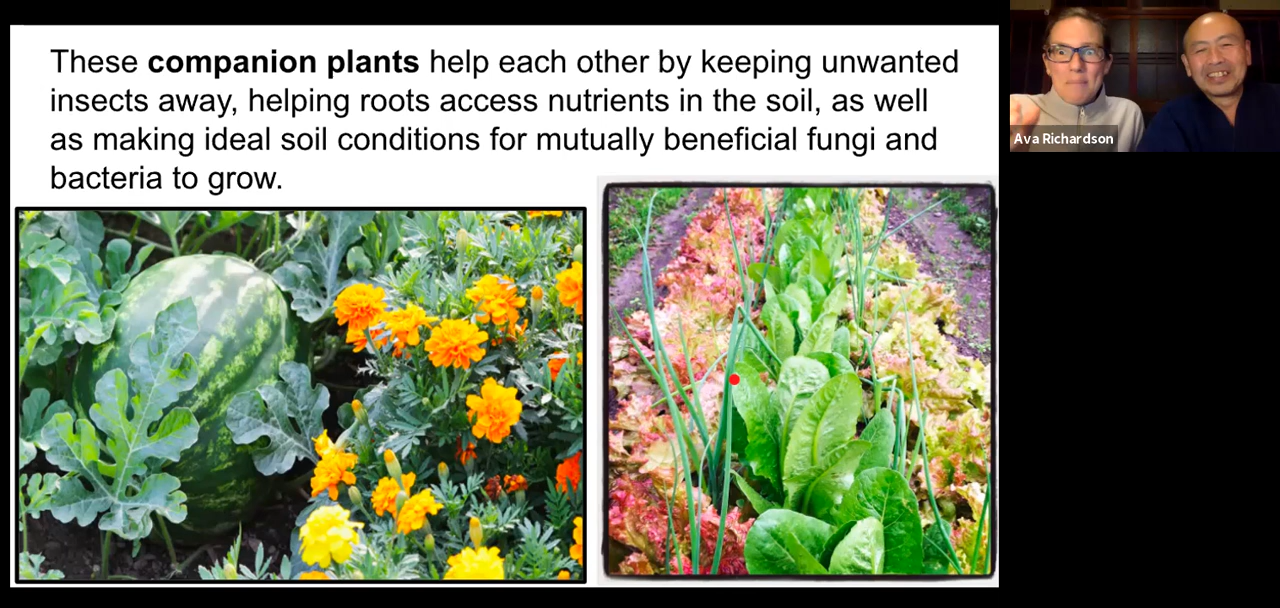 These companion plants help each other by keeping unwanted
insects away, helping roots access nutrients in the soil, as well
as making ideal soil conditions for mutually beneficial fungi and
bacteria to grow.
Ava Richardson